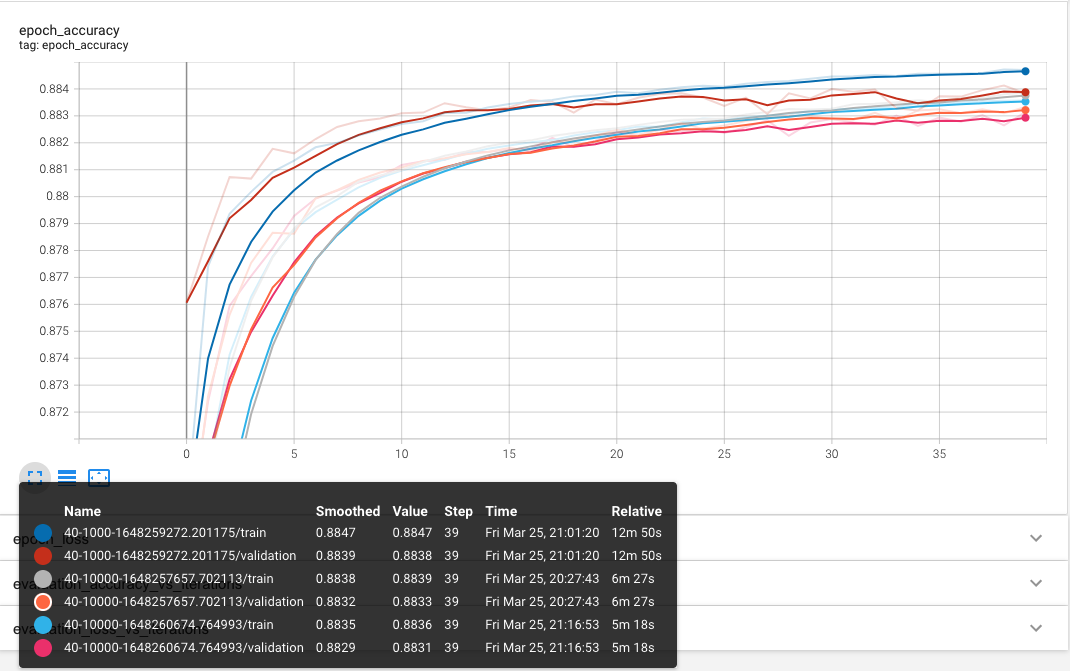 epoch_accuracy
tag: epoch_accuracy
0.884
0.883
0.882
0.881
0.88
0.879
0.878
0.877
0.876
0.875
0.874
0.873
0.872
0 5 10 15 20 25 30 35
Name Smoothed Value Step Time Relative
40-1000-1648259272.201175/train 0.8847 0.8847 39 Fri Mar 25, 21:01:20 12m 50s
epoch_loss
40-1000-1648259272.201175/validation 0.8839 0.8838 39 Fri Mar 25, 21:01:20 12m 50s
40-10000-1648257657.702113/train 0.8838 0.8839 39 Fri Mar 25, 20:27:43 6m 27s
evaluation_accuracy_vs_iterations
40-10000-1648257657.702113/validation 0.8832 0.8833 39 Fri Mar 25, 20:27:43 6m 27s
40-10000-1648260674.764993/train 0.8835 0.8836 39 Fri Mar 25, 21:16:53 5m 18s
evaluation_loss_vs_iterations
40-10000-1648260674.764993/validation 0.8829 0.8831 39 Fri Mar 25, 21:16:53 5m 18s